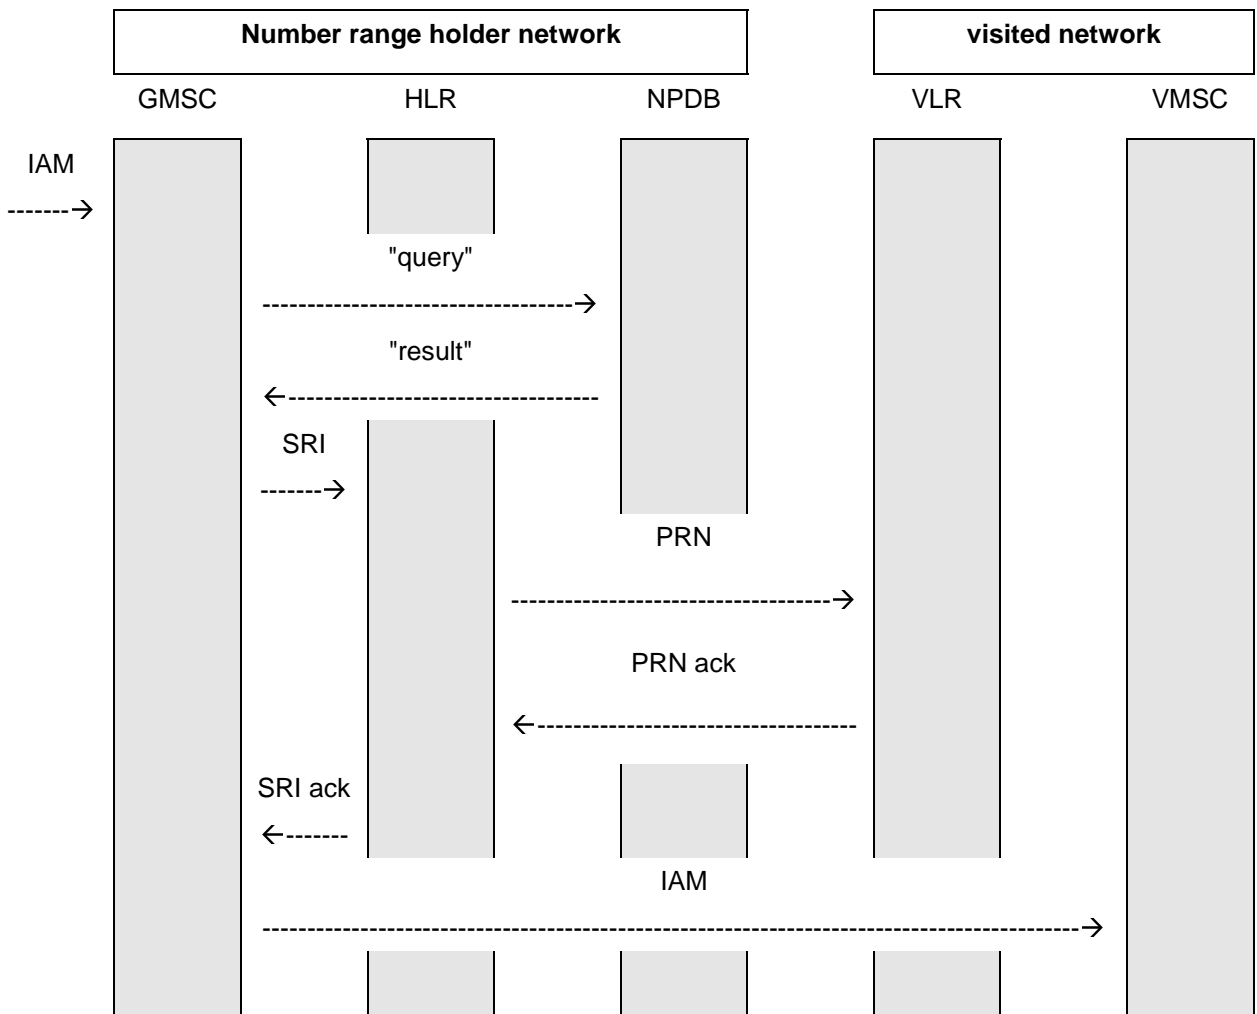 Number range holder network visited network
GMSC HLR NPDB VLR VMSC
IAM
-------→
"query"
----------------------------------→
"result"
←----------------------------------
SRI
-------→
PRN
-----------------------------------→
PRN ack
←-----------------------------------
SRI ack
←-------
IAM
------------------------------------------------------------------------------------------→